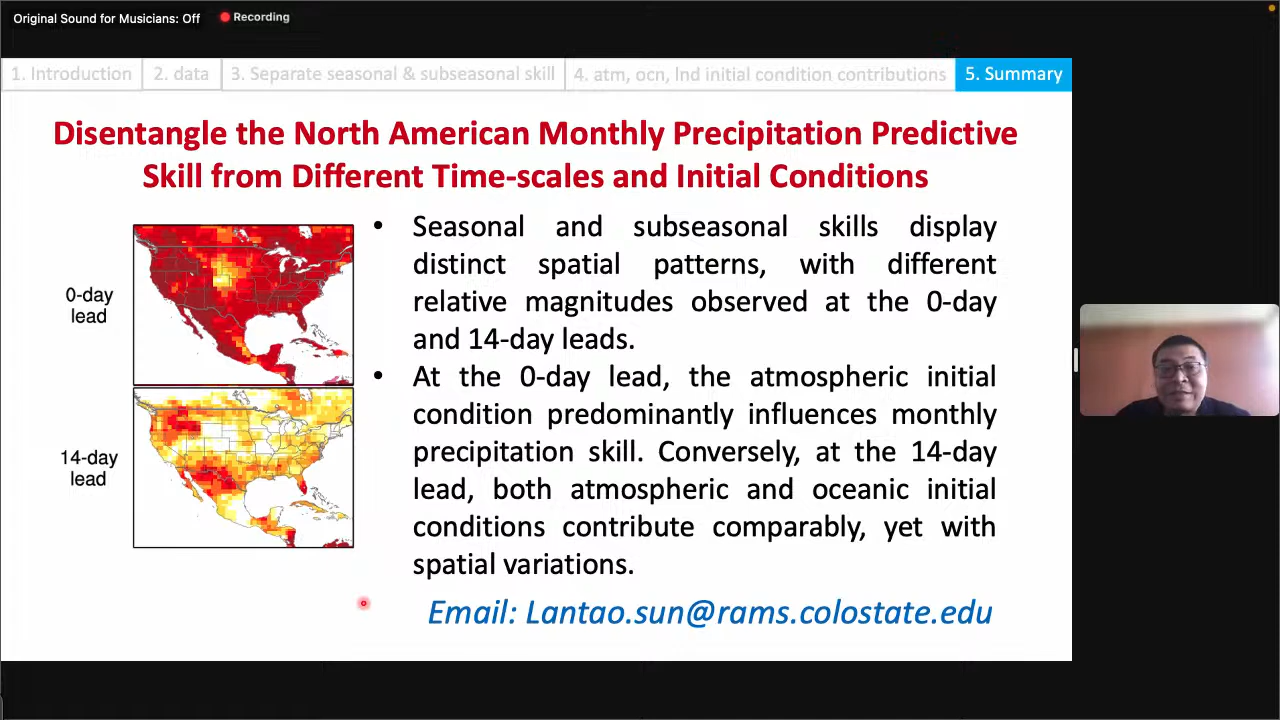 Original Sound for Musicians: Off
Recording
1. Introduction
2. data
3. Separate seasonal & subseasonal skill
4. atm, ocn, lnd initial condition contributions
5. Summary
Disentangle the North American Monthly Precipitation Predictive
Skill from Different Time-scales and Initial Conditions
0-day
lead
14-day
lead
• Seasonal and subseasonal skills display
distinct spatial patterns, with different
relative magnitudes observed at the 0-day
and 14-day leads.
• At the 0-day lead, the atmospheric initial
condition predominantly influences monthly
precipitation skill. Conversely, at the 14-day
lead, both atmospheric and oceanic initial
conditions contribute comparably, yet with
spatial variations.
Email: Lantao.sun@rams.colostate.edu